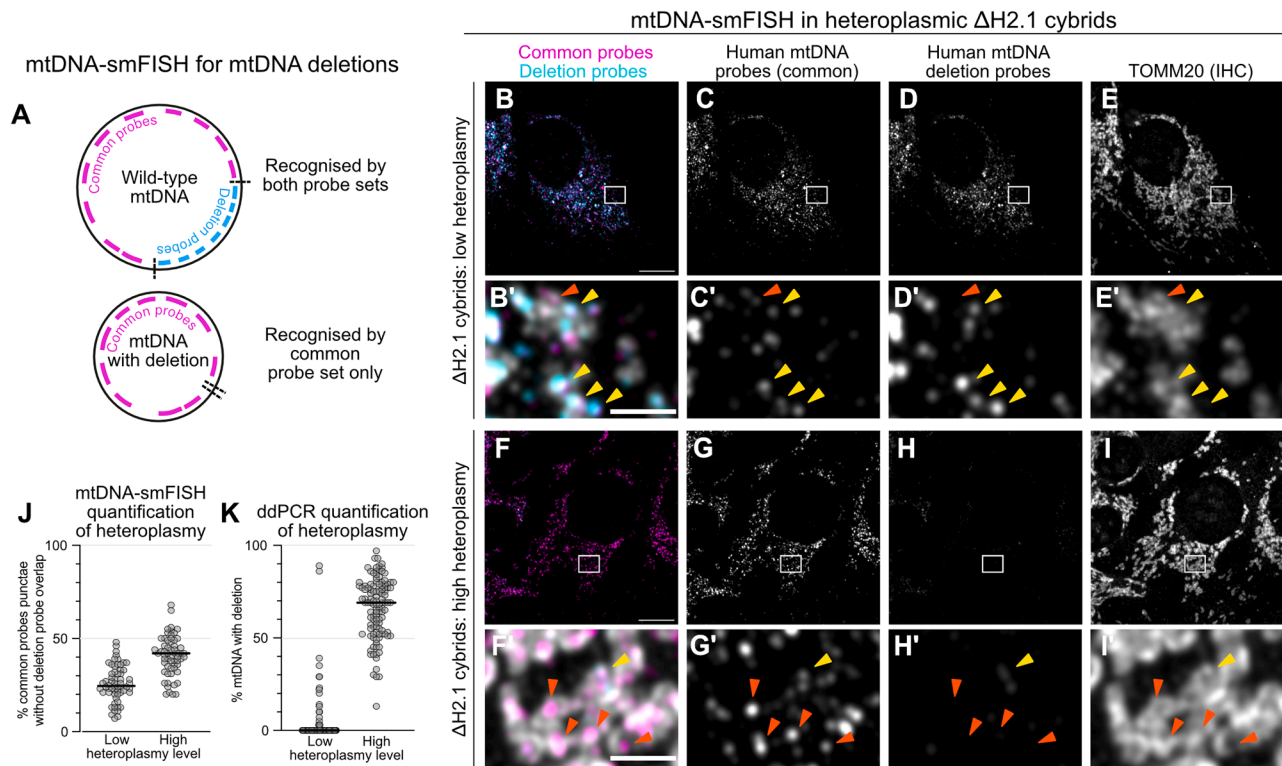 mtDNA-smFISH in heteroplasmic ΔH2.1 cybrids
mtDNA-smFISH for mtDNA deletions
A
Common probes
Wild-type
mtDNA
Deletion probes
Recognised by
both probe sets
Common probes
mtDNA
with deletion
Recognised by
common
probe set only
Common probes
Deletion probes
Human mtDNA
probes (common)
Human mtDNA
deletion probes
TOMM20 (IHC)
ΔH2.1 cybrids: low heteroplasmy
B
C
D
E
B'
C'
D'
E'
ΔH2.1 cybrids: high heteroplasmy
F
G
H
I
F'
G'
H'
I'
J
mtDNA-smFISH
quantification
of heteroplasmy
% common probes punctae
without deletion probe overlap
100
50
0
Low
High
heteroplasmy level
K
ddPCR quantification
of heteroplasmy
% mtDNA with deletion
100
50
0
Low
High
heteroplasmy level